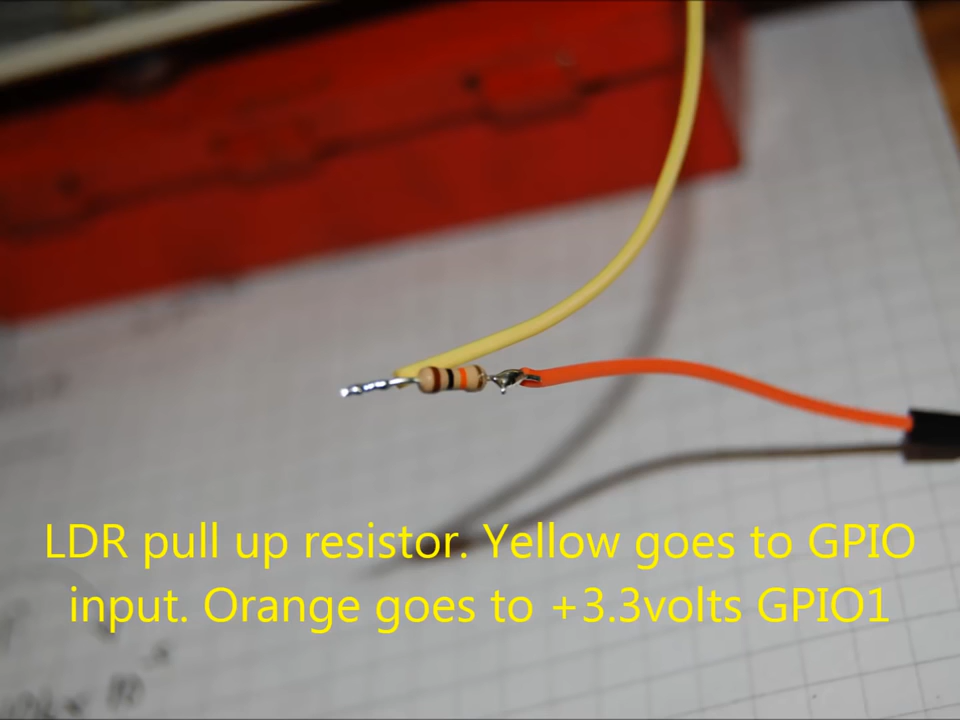 LDR pull up resistor. Yellow goes to GPIO
input. Orange goes to +3.3volts GPIO1